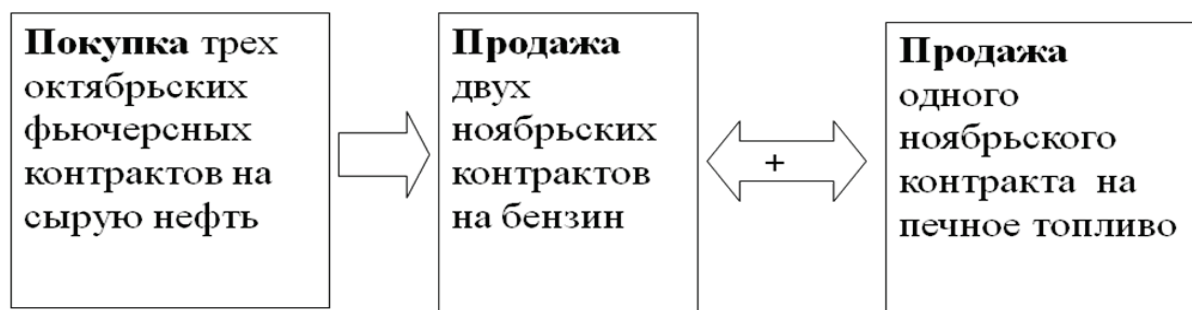 Покупка трех
октябрьских
фьючерсных
контрактов на
сырую нефть
Продажа
двух
ноябрьских
контрактов
на бензин
+
Продажа
одного
ноябрьского
контракта на
печное топливо